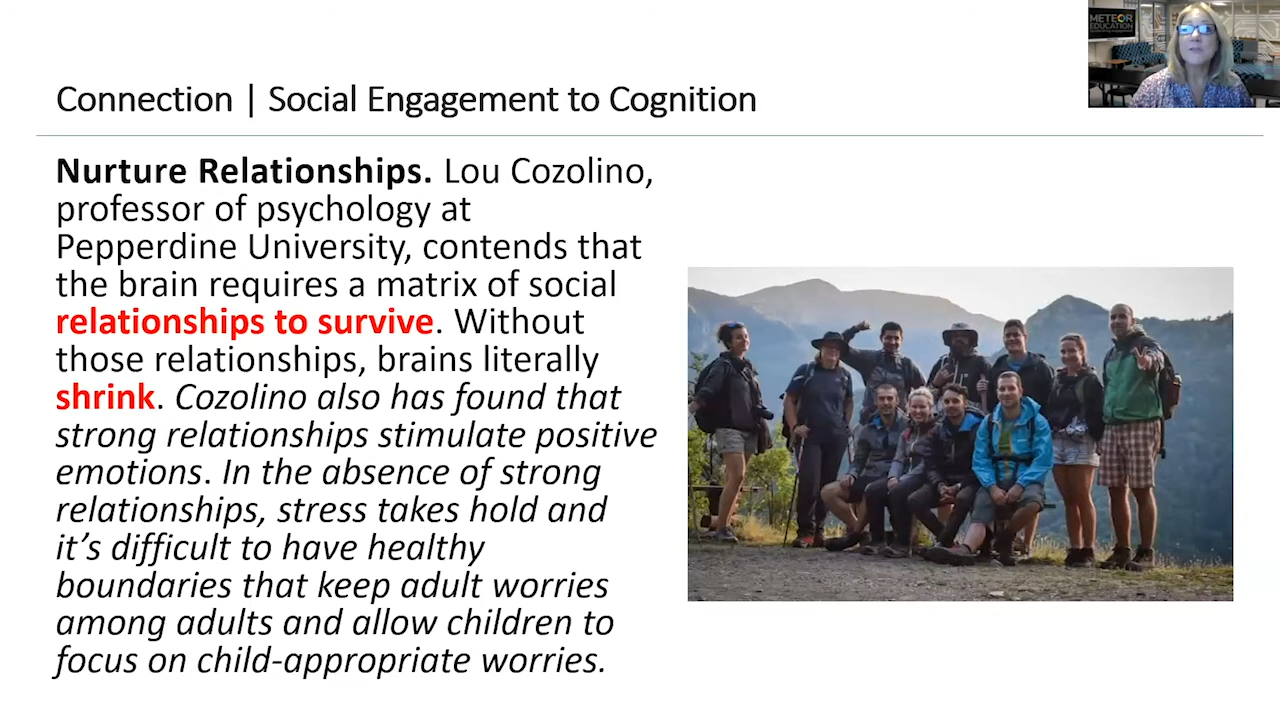 METEOR
EDUCATION
Connection | Social Engagement to Cognition
Nurture Relationships. Lou Cozolino,
professor of psychology at
Pepperdine University, contends that
the brain requires a matrix of social
relationships to survive. Without
those relationships, brains literally
shrink. Cozolino also has found that
strong relationships stimulate positive
emotions. In the absence of strong
relationships, stress takes hold and
it’s difficult to have healthy
boundaries that keep adult worries
among adults and allow children to
focus on child-appropriate worries.